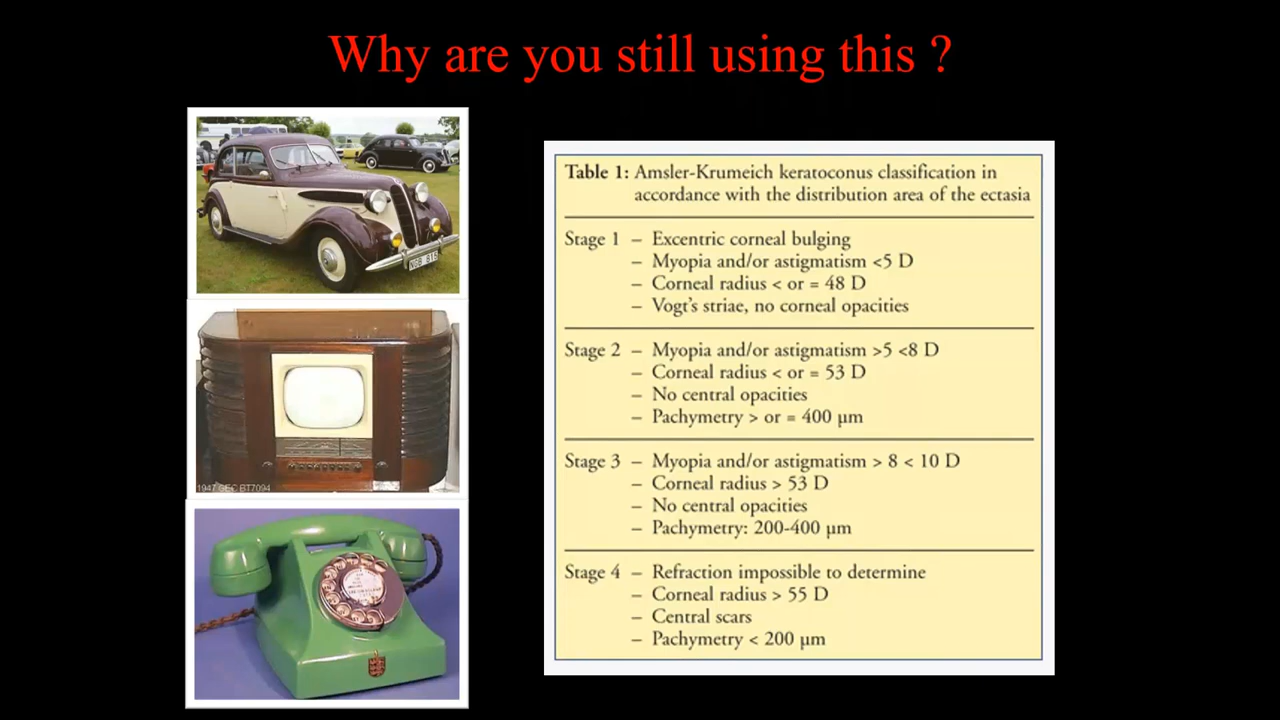 Why are you still using this ?
1947 GEC BT7094
Table 1: Amsler-Krumeich keratoconus classification in
accordance with the distribution area of the ectasia
Stage 1 – Excentric corneal bulging
– Myopia and/or astigmatism <5 D
– Corneal radius < or = 48 D
– Vogt's striae, no corneal opacities
Stage 2 – Myopia and/or astigmatism >5 <8 D
– Corneal radius < or = 53 D
– No central opacities
– Pachymetry > or = 400 µm
Stage 3 – Myopia and/or astigmatism > 8 < 10 D
– Corneal radius > 53 D
– No central opacities
– Pachymetry: 200-400 µm
Stage 4 – Refraction impossible to determine
– Corneal radius > 55 D
– Central scars
– Pachymetry < 200 µm